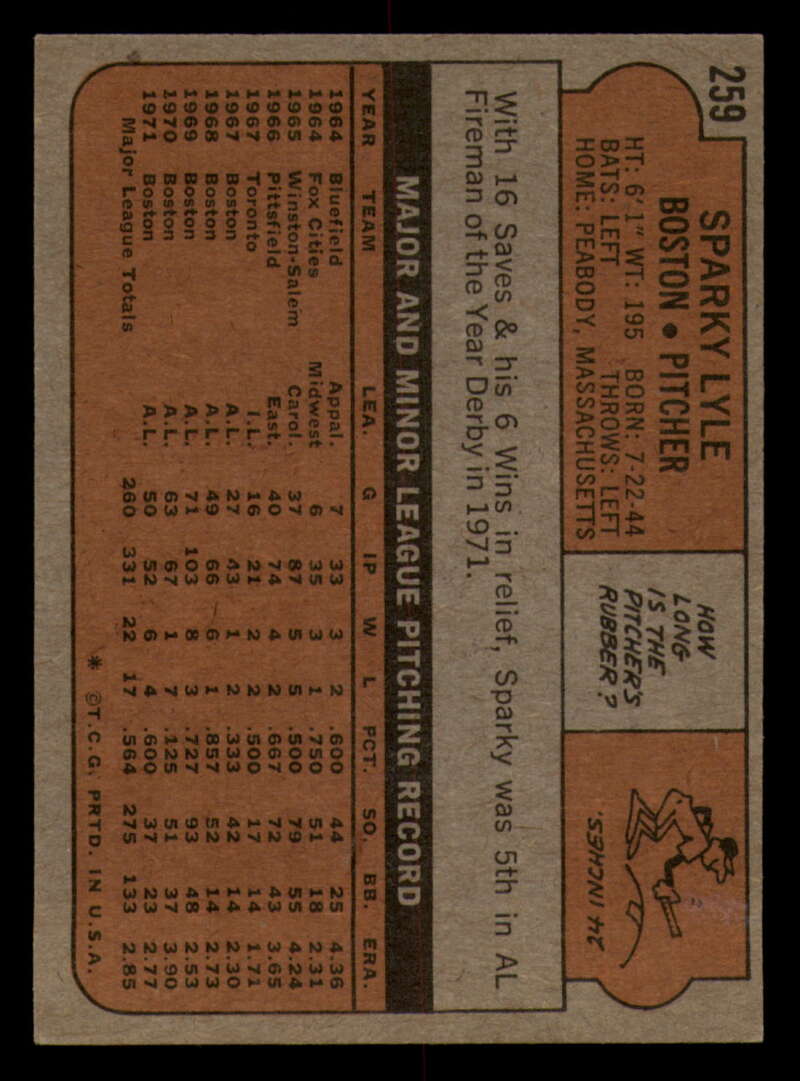 259
SPARKY LYLE
BOSTON • PITCHER
HT: 6'1" WT: 195 BORN: 7-22-44
BATS: LEFT THROWS: LEFT
HOME: PEABODY, MASSACHUSETTS
HOW
LONG
IS THE
PITCHER'S
RUBBER?
24 INCHES.
With 16 Saves & his 6 Wins in relief, Sparky was 5th in AL
Fireman of the Year Derby in 1971.
MAJOR AND MINOR LEAGUE PITCHING RECORD
YEAR TEAM LEA. G IP W L PCT. SO. BB. ERA.
1964 Bluefield Appal. 7 33 3 2 .600 44 25 4.36
1964 Fox Cities Midwest 6 35 3 1 .750 51 18 2.31
1965 Winston-Salem Carol. 37 87 5 5 .500 79 55 4.24
1966 Pittsfield East. 40 74 4 2 .667 72 43 3.65
1967 Toronto I.L. 16 21 2 2 .500 17 14 1.71
1967 Boston A.L. 27 43 1 2 .333 42 14 2.30
1968 Boston A.L. 49 66 6 1 .857 52 14 2.73
1969 Boston A.L. 71 103 8 3 .727 93 48 2.53
1970 Boston A.L. 63 67 1 7 .125 51 37 3.90
1971 Boston A.L. 50 52 6 4 .600 37 23 2.77
Major League Totals 260 331 22 17 .564 275 133 2.85
* ©T.C.G. PRTD. IN U.S.A.